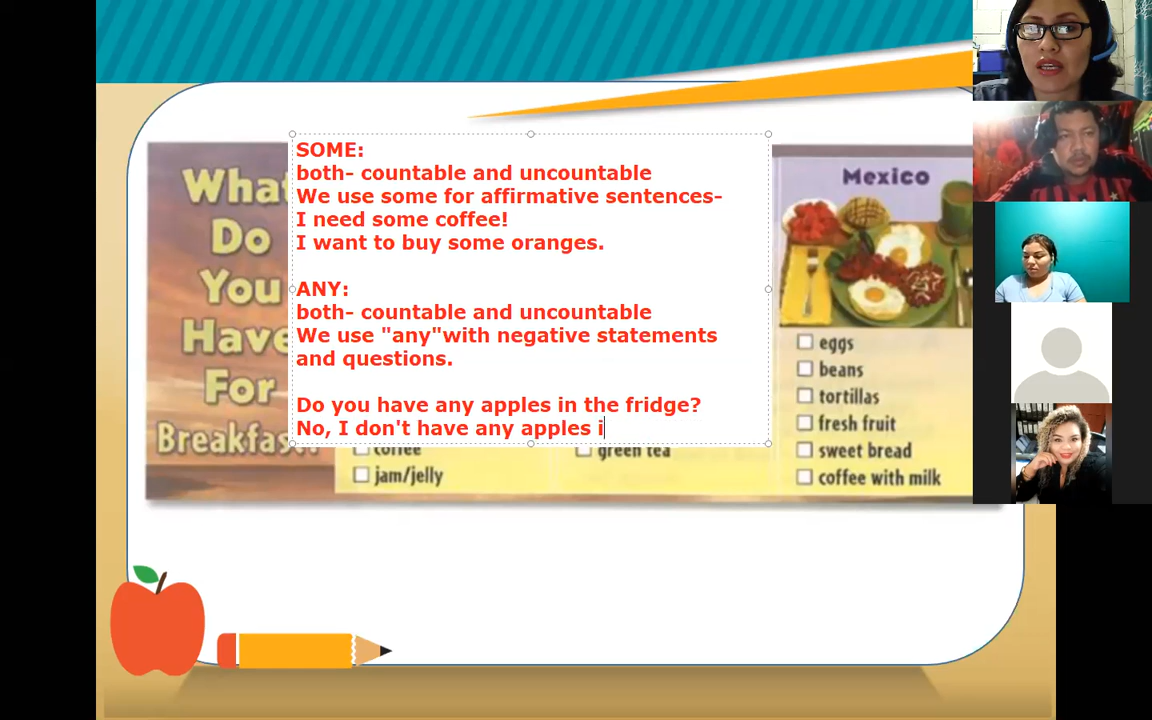 What
Do
You
Have
For
Breakfast
SOME:
both- countable and uncountable
We use some for affirmative sentences-
I need some coffee!
I want to buy some oranges.
ANY:
both- countable and uncountable
We use "any"with negative statements
and questions.
Do you have any apples in the fridge?
No, I don't have any apples i
coffee
jam/jelly
green tea
Mexico
eggs
beans
tortillas
fresh fruit
sweet bread
coffee with milk